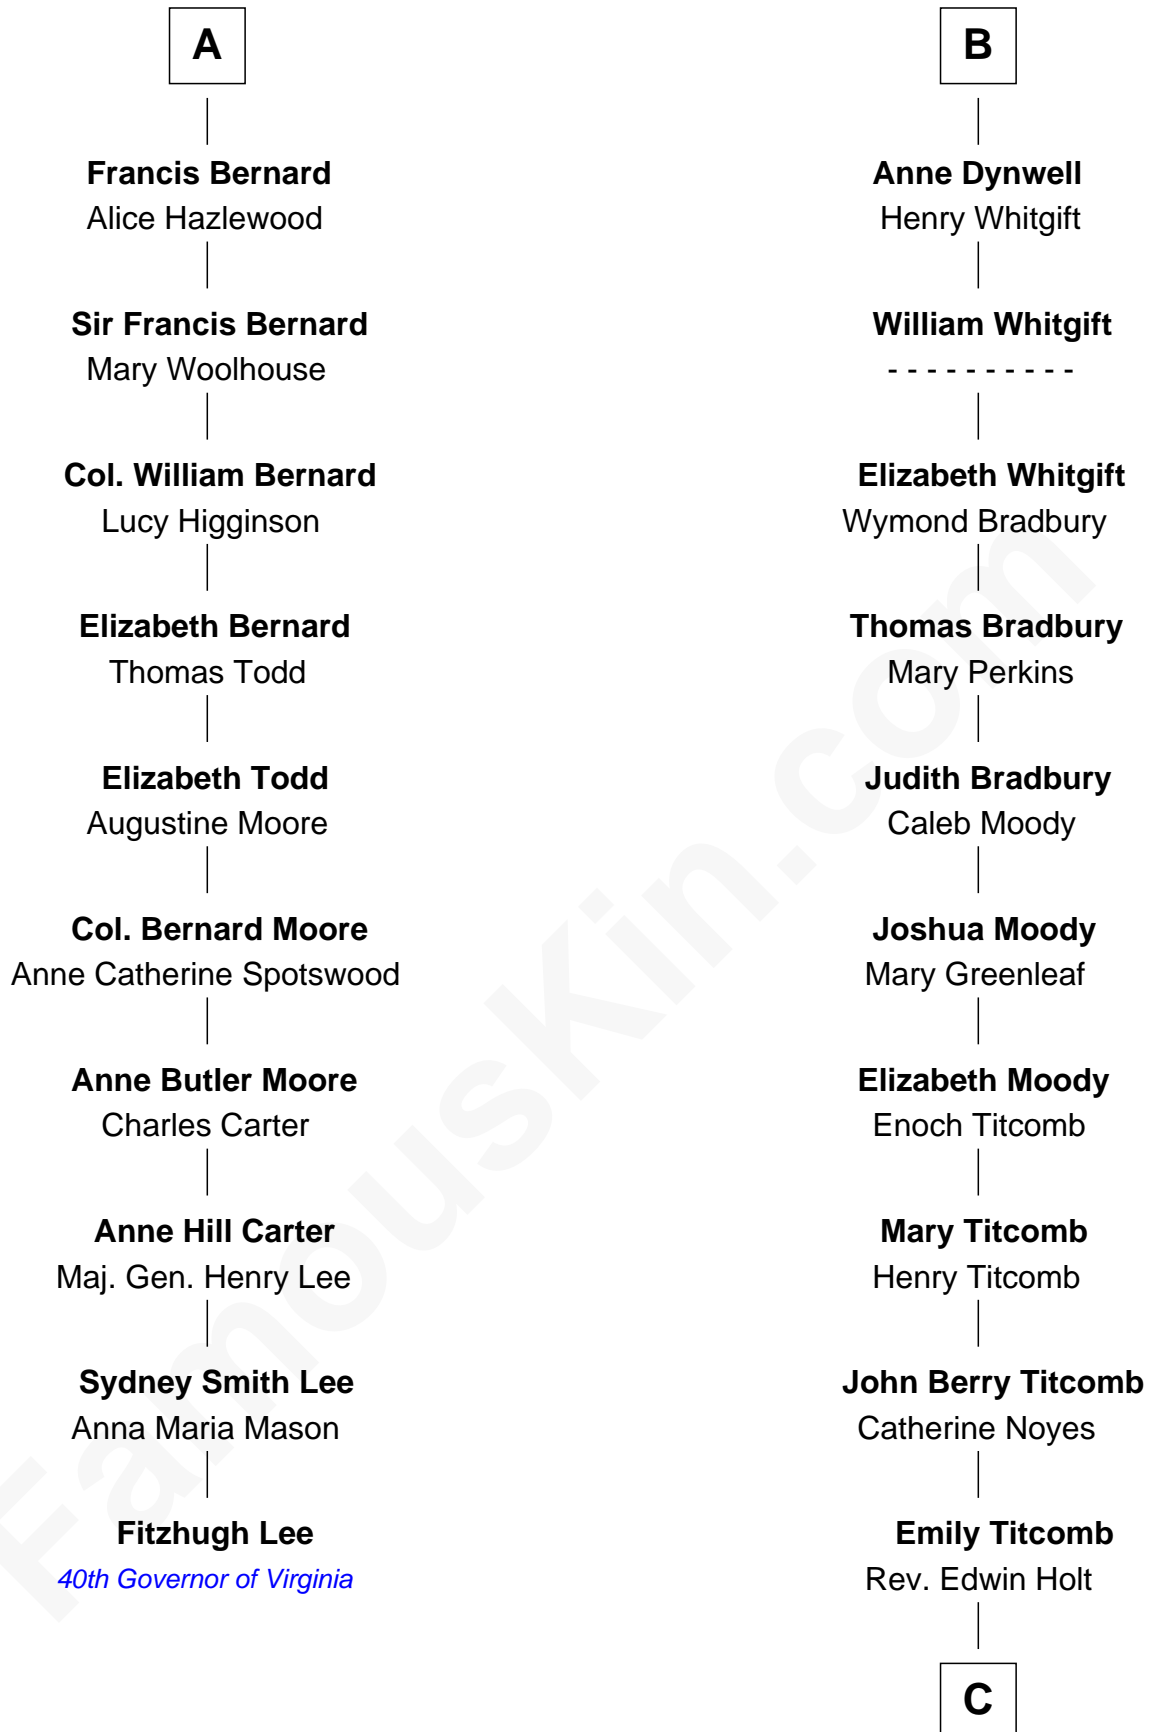 A
Francis Bernard
Alice Hazlewood
Sir Francis Bernard
Mary Woolhouse
Col. William Bernard
Lucy Higginson
Elizabeth Bernard
Thomas Todd
Elizabeth Todd
Augustine Moore
Col. Bernard Moore
Anne Catherine Spotswood
Anne Butler Moore
Charles Carter
Anne Hill Carter
Maj. Gen. Henry Lee
Sydney Smith Lee
Anna Maria Mason
Fitzhugh Lee
40th Governor of Virginia
B
Anne Dynwell
Henry Whitgift
William Whitgift
- - - - - - - - - -
Elizabeth Whitgift
Wymond Bradbury
Thomas Bradbury
Mary Perkins
Judith Bradbury
Caleb Moody
Joshua Moody
Mary Greenleaf
Elizabeth Moody
Enoch Titcomb
Mary Titcomb
Henry Titcomb
John Berry Titcomb
Catherine Noyes
Emily Titcomb
Rev. Edwin Holt
C
FamousKin.com